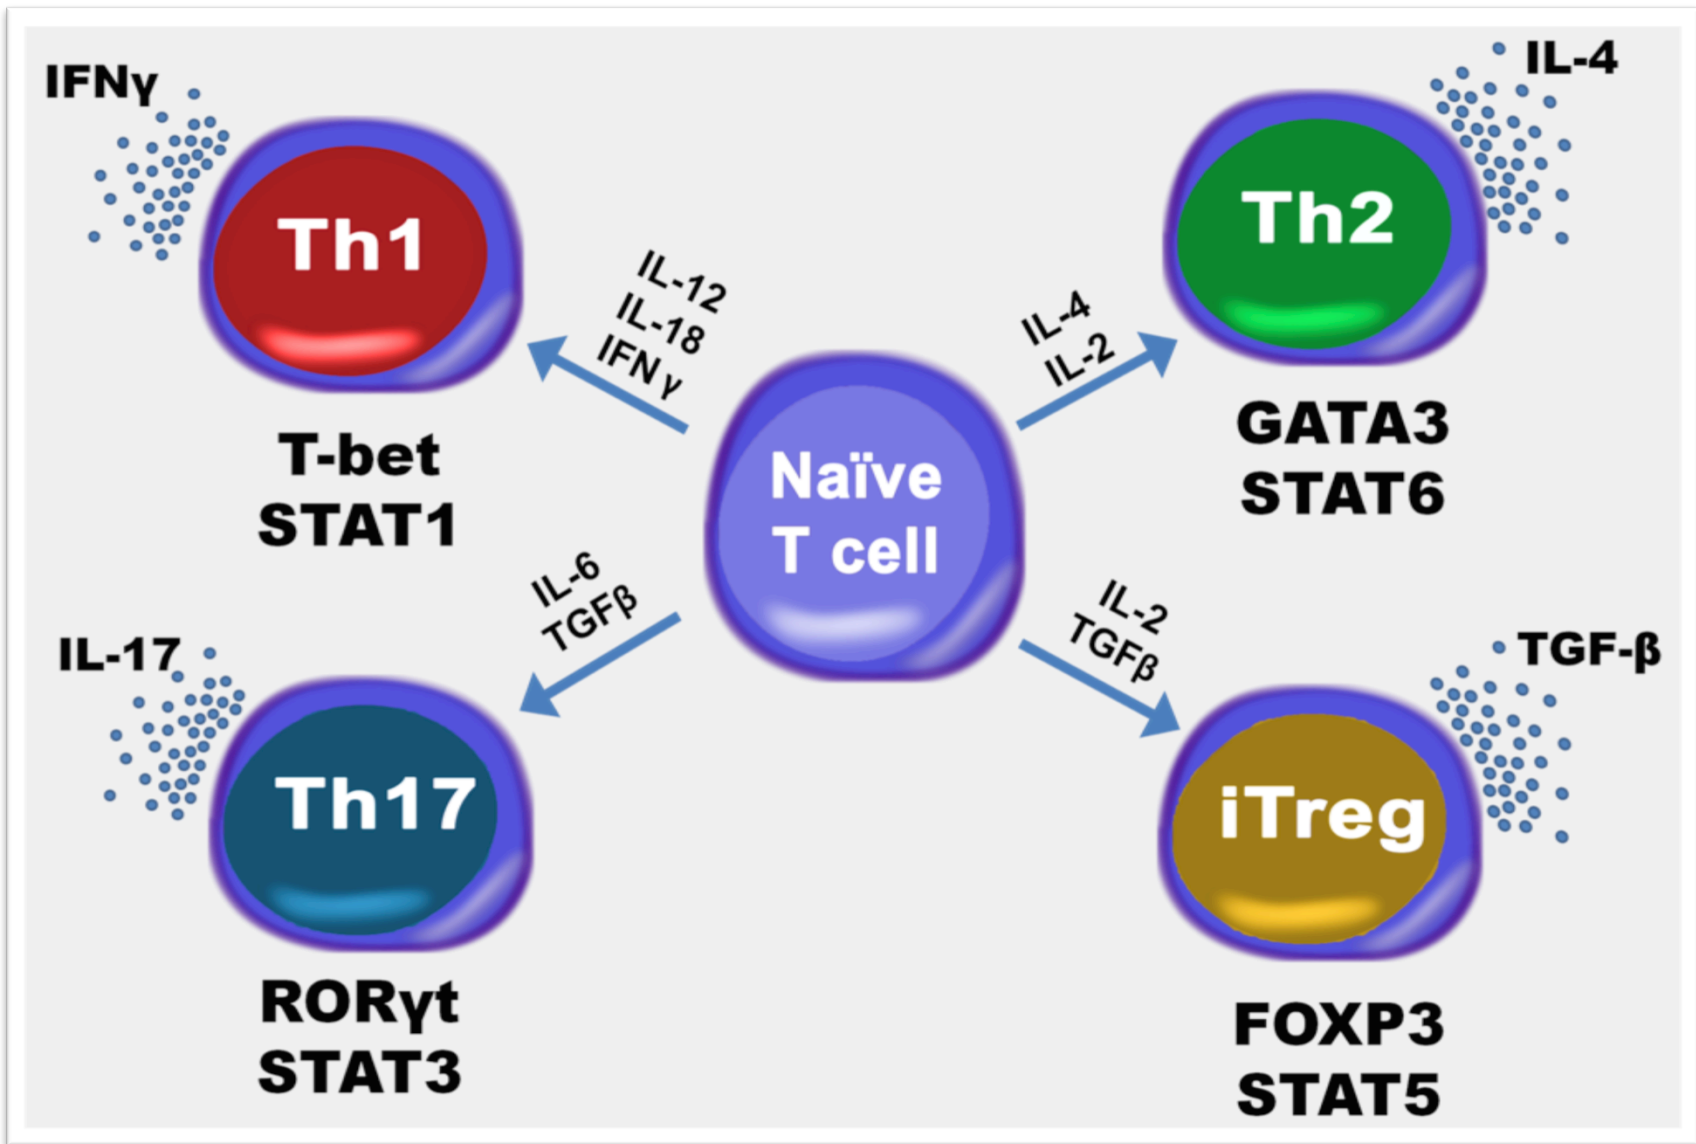 IFNγ
Th1
IL-12
IL-18
IFN γ
T-bet
STAT1
IL-4
Th2
IL-4
IL-2
GATA3
STAT6
Naïve
T cell
IL-6
TGFβ
IL-17
Th17
RORγt
STAT3
IL-2
TGFβ
TGF-β
iTreg
FOXP3
STAT5